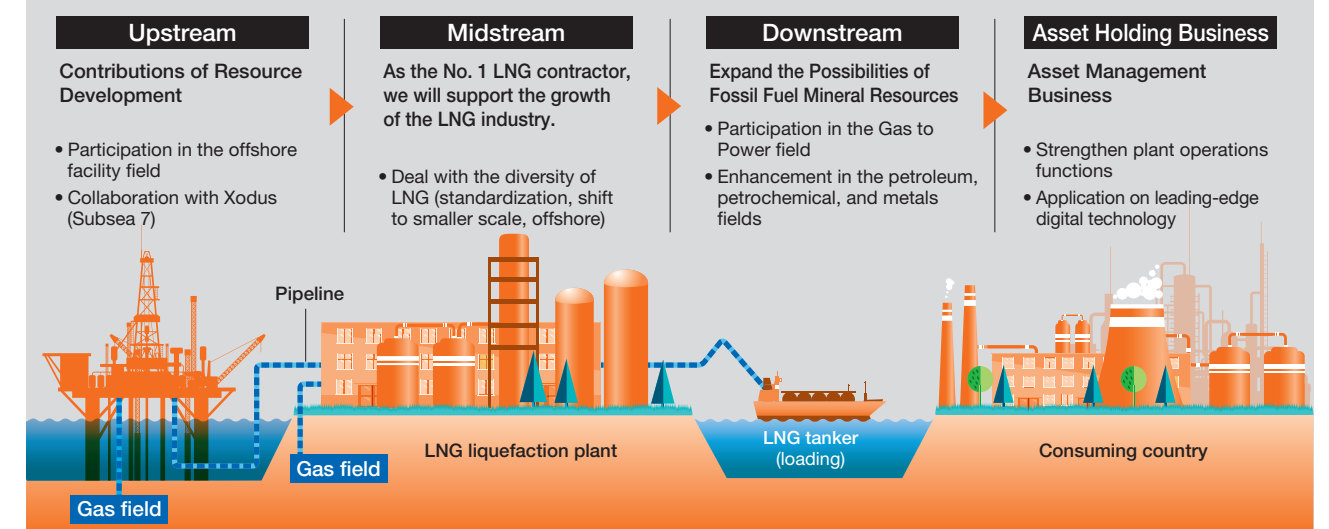 Upstream
Contributions of Resource
Development
• Participation in the offshore
facility field
• Collaboration with Xodus
(Subsea 7)
Midstream
As the No. 1 LNG contractor,
we will support the growth
of the LNG industry.
• Deal with the diversity of
LNG (standardization, shift
to smaller scale, offshore)
Downstream
Expand the Possibilities of
Fossil Fuel Mineral Resources
• Participation in the Gas to
Power field
• Enhancement in the petroleum,
petrochemical, and metals
fields
Asset Holding Business
Asset Management
Business
• Strengthen plant operations
functions
• Application on leading-edge
digital technology
Pipeline
Gas field
Gas field
LNG liquefaction plant
LNG tanker
(loading)
Consuming country